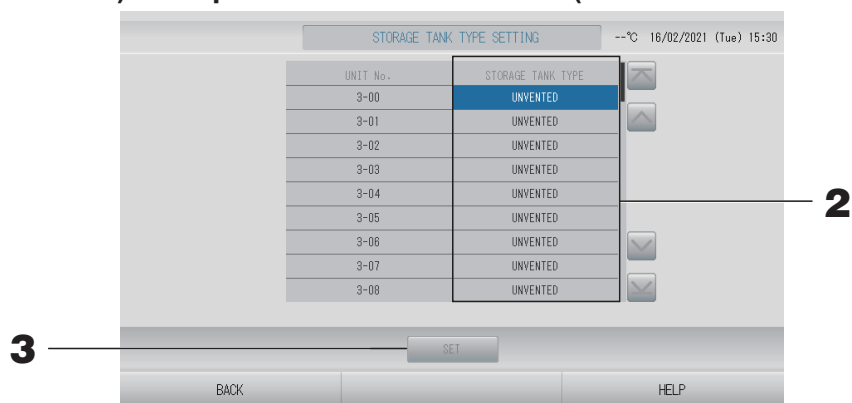 STORAGE TANK TYPE SETTING --℃ 16/02/2021 (Tue) 15:30
UNIT No. STORAGE TANK TYPE
3-00 UNVENTED
3-01 UNVENTED
3-02 UNVENTED
3-03 UNVENTED
3-04 UNVENTED
3-05 UNVENTED
3-06 UNVENTED
3-07 UNVENTED
3-08 UNVENTED
2
3
SET
BACK HELP